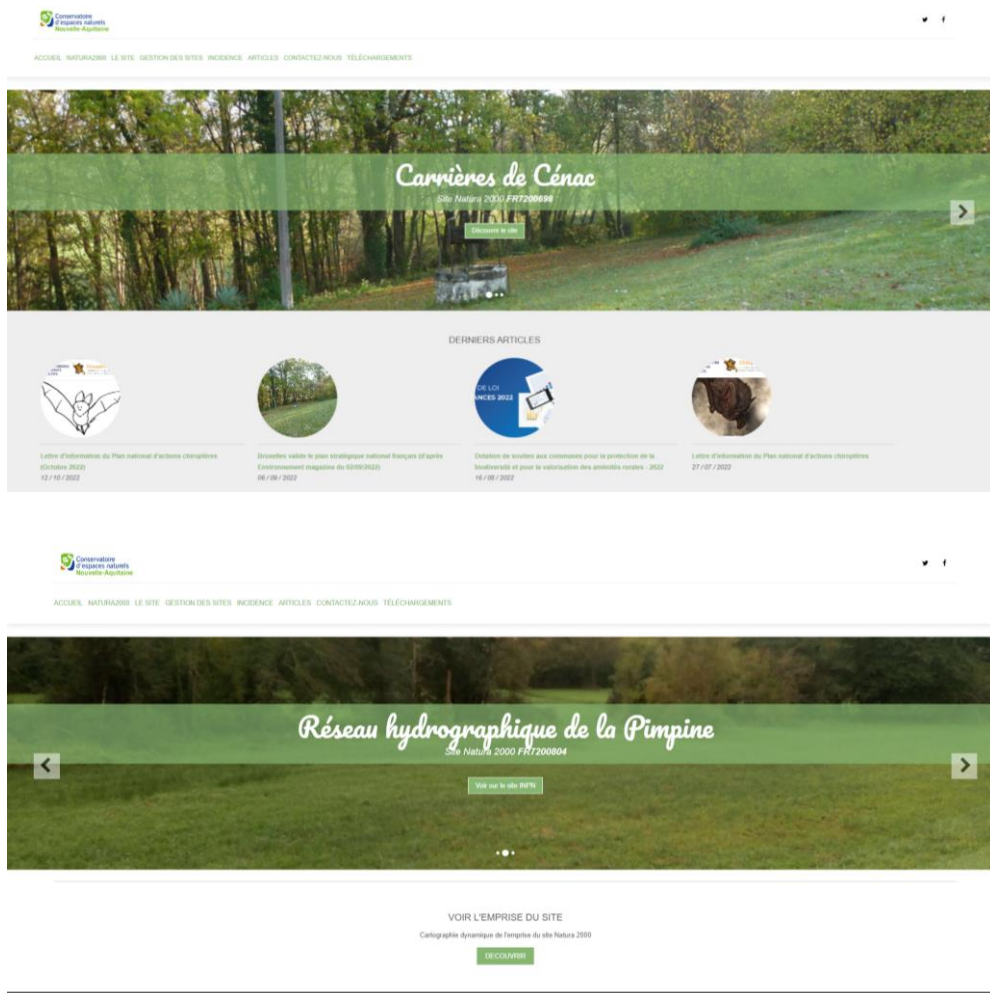 Conservatoire
d'espaces naturels
Nouvelle-Aquitaine
ACCUEIL NATURA2000 LE SITE GESTION DES SITES INCIDENCE ARTICLES CONTACTEZ-NOUS TÉLÉCHARGEMENTS
Carrières de Cénac
Site Natura 2000 FR7200698
Découvrir le site
DERNIERS ARTICLES
DE LOI
ANCES 2022
Lettre d'information du Plan national d'actions chiroptères
(Octobre 2022)
12 / 10 / 2022
Bruxelles valide le plan stratégique national français (d'après
Environnement magazine du 02/09/2022)
06 / 09 / 2022
Dotation de soutien aux communes pour la protection de la
biodiversité et pour la valorisation des aménités rurales - 2022
16 / 08 / 2022
Lettre d'information du Plan national d'actions chiroptères
27 / 07 / 2022
Conservatoire
d'espaces naturels
Nouvelle-Aquitaine
ACCUEIL NATURA2000 LE SITE GESTION DES SITES INCIDENCE ARTICLES CONTACTEZ-NOUS TÉLÉCHARGEMENTS
Réseau hydrographique de la Pimpine
Site Natura 2000 FR7200804
Voir sur le site INPN
VOIR L'EMPRISE DU SITE
Cartographie dynamique de l'emprise du site Natura 2000
DECOUVRIR